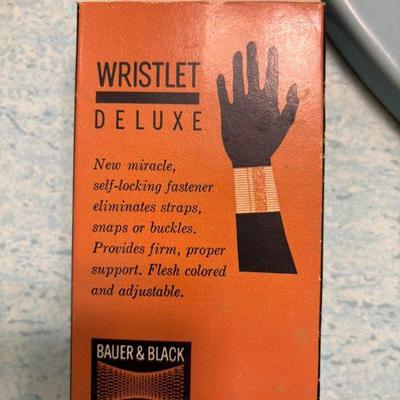 WRISTLET
DELUXE
New miracle,
self-locking fastener
eliminates straps,
snaps or buckles.
Provides firm, proper
support. Flesh colored
and adjustable.
BAUER & BLACK